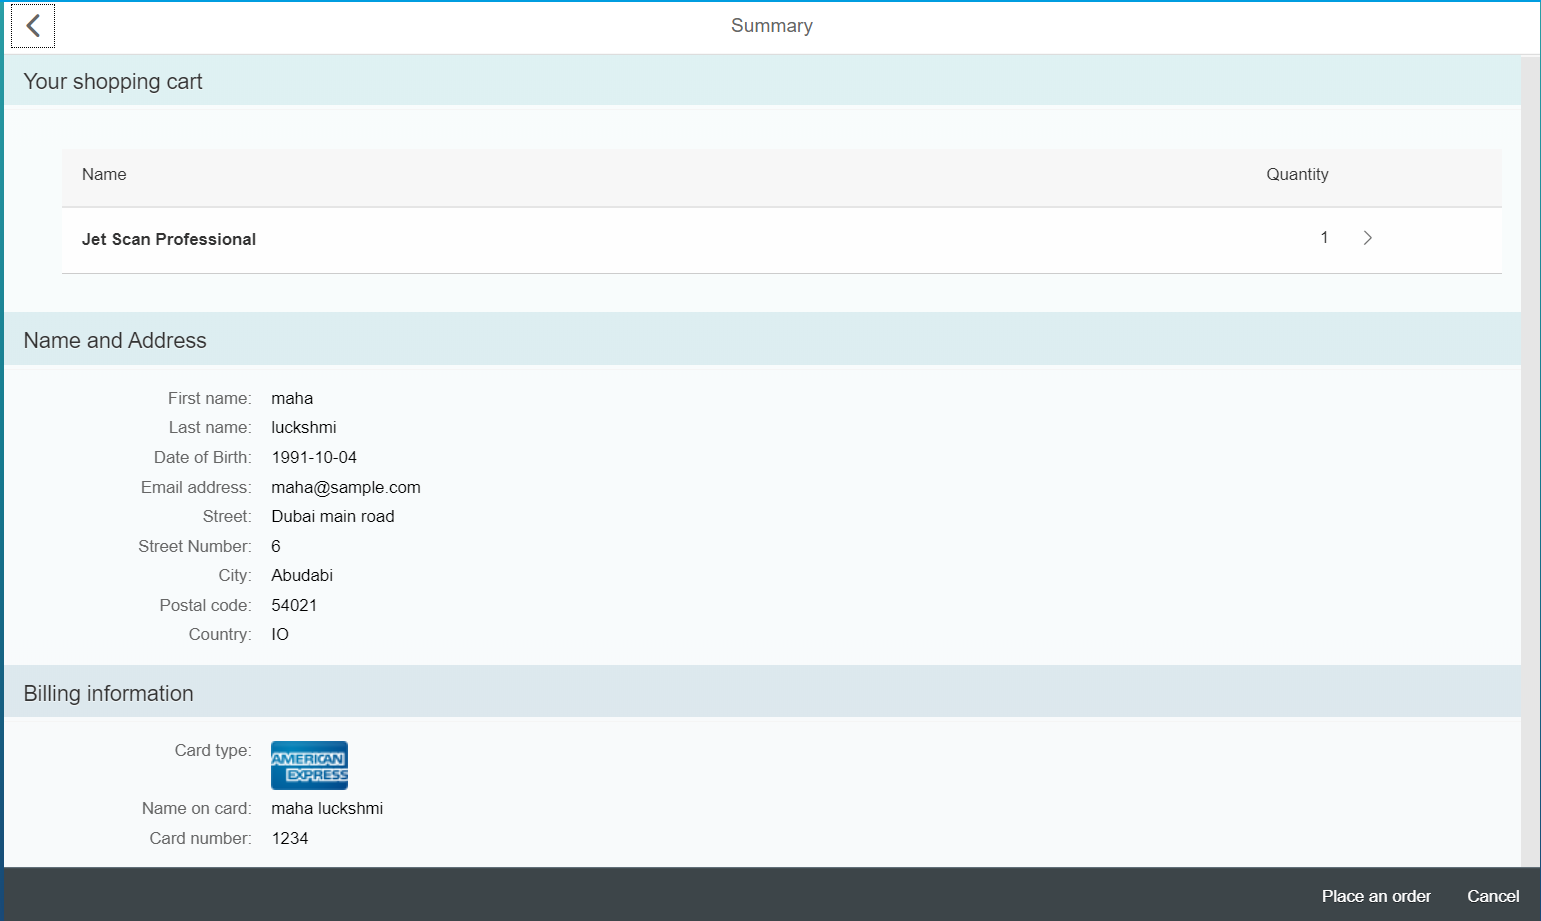 Summary
Your shopping cart
Name Quantity
Jet Scan Professional 1
Name and Address
First name: maha
Last name: luckshmi
Date of Birth: 1991-10-04
Email address: maha@sample.com
Street: Dubai main road
Street Number: 6
City: Abudabi
Postal code: 54021
Country: IO
Billing information
Card type: AMERICAN
EXPRESS
Name on card: maha luckshmi
Card number: 1234
Place an order Cancel